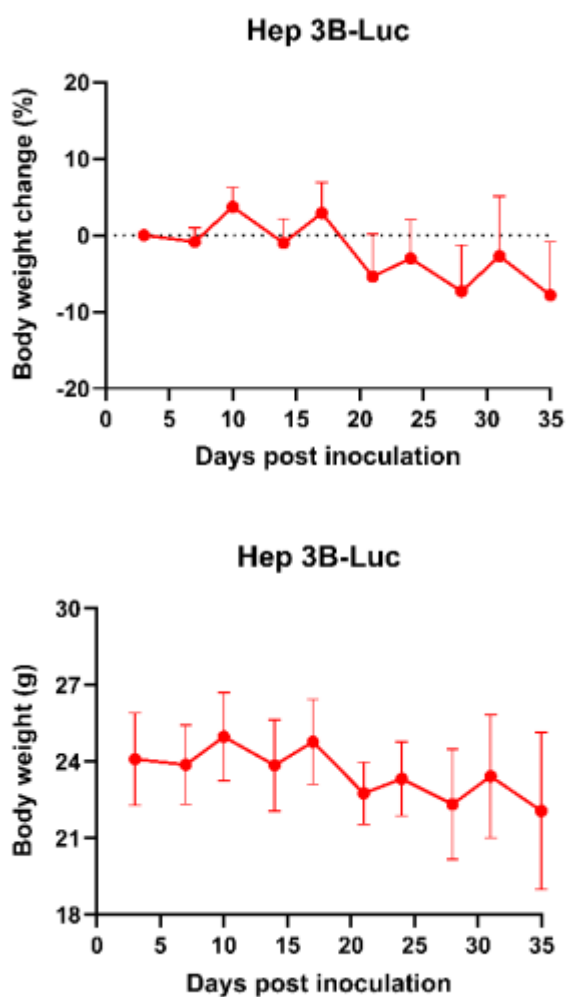 Hep 3B-Luc
Body weight change (%)
20
10
0
-10
-20
0 5 10 15 20 25 30 35
Days post inoculation
Hep 3B-Luc
Body weight (g)
30
27
24
21
18
0 5 10 15 20 25 30 35
Days post inoculation